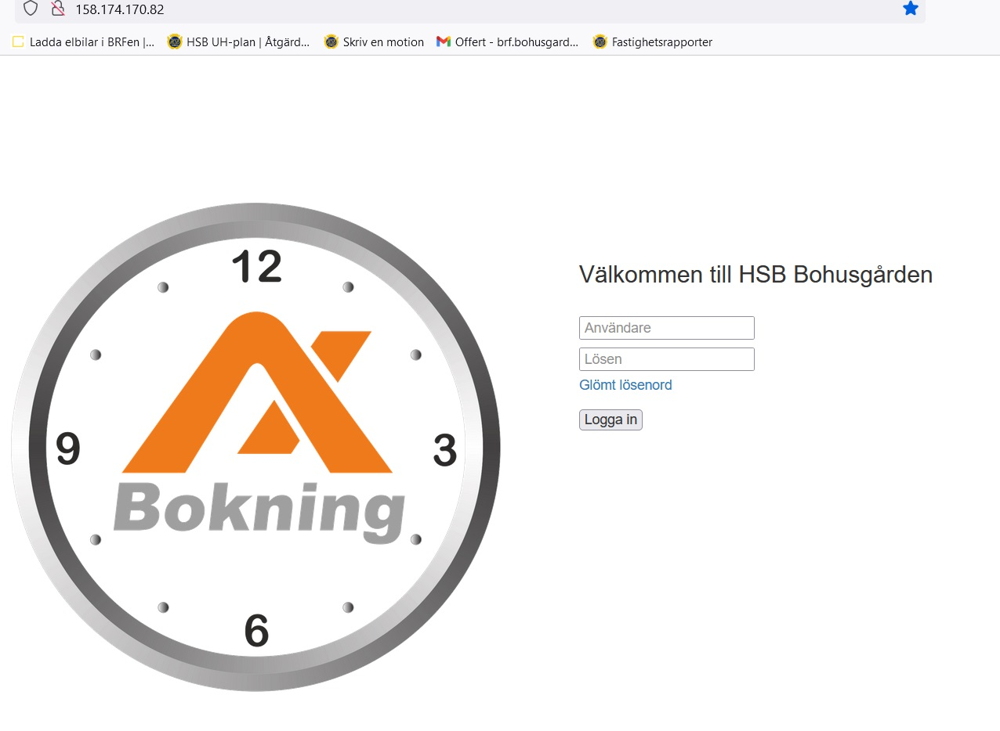 158.174.170.82
Ladda elbilar i BRFen |... HSB UH-plan | Åtgärd... Skriv en motion Offert - brf.bohusgard... Fastighetsrapporter
12
9
3
6
Bokning
Välkommen till HSB Bohusgården
Användare
Lösen
Glömt lösenord
Logga in